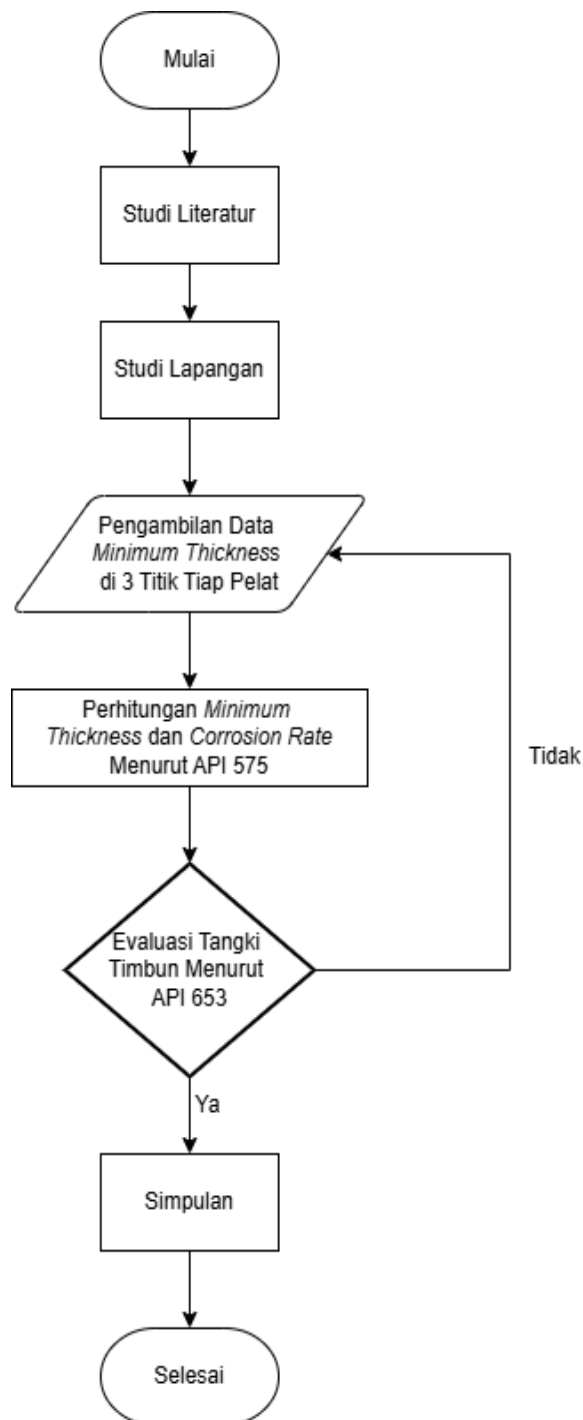 Mulai
Studi Literatur
Studi Lapangan
Pengambilan Data
Minimum Thickness
di 3 Titik Tiap Pelat
Perhitungan Minimum
Thickness dan Corrosion Rate
Menurut API 575
Tidak
Evaluasi Tangki
Timbun Menurut
API 653
Ya
Simpulan
Selesai